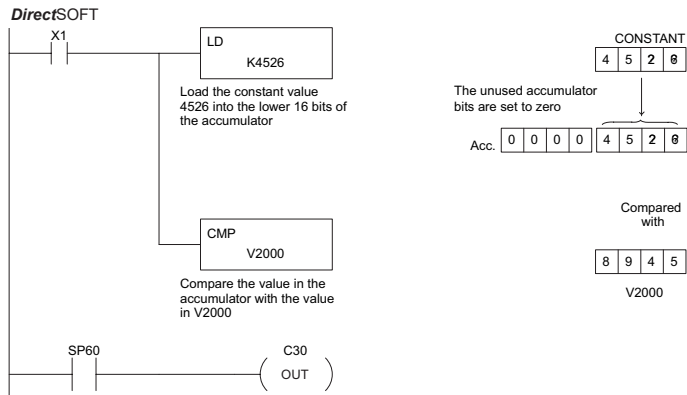 DirectSOFT
X1
LD
K4526
Load the constant value
4526 into the lower 16 bits of
the accumulator
CONSTANT
4 5 2 6
The unused accumulator
bits are set to zero
Acc. 0 0 0 0 4 5 2 6
Compared
with
8 9 4 5
V2000
CMP
V2000
Compare the value in the
accumulator with the value
in V2000
SP60
C30
OUT